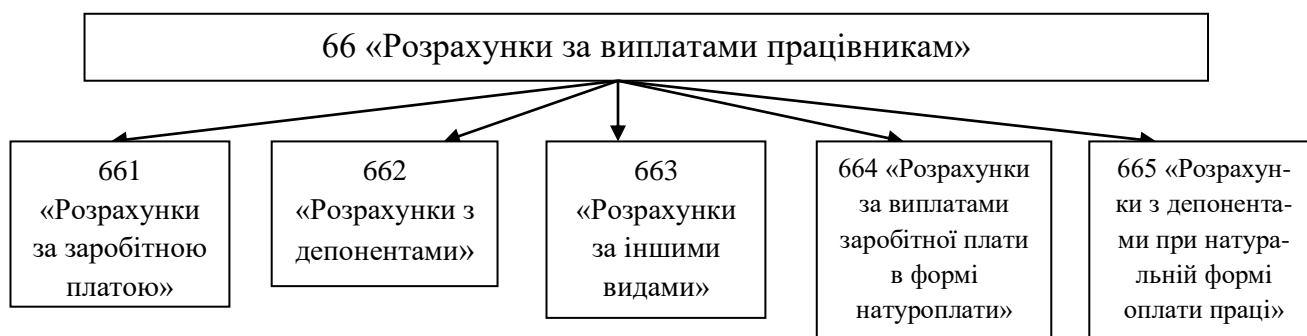 66 «Розрахунки за виплатами працівникам»
661
«Розрахунки
за заробітною
платою»
662
«Розрахунки з
депонентами»
663
«Розрахунки
за іншими
видами»
664 «Розрахунки
за виплатами
заробітної плати
в формі
натуроплати»
665 «Розрахун-
ки з депонента-
ми при натура-
льній формі
оплати праці»